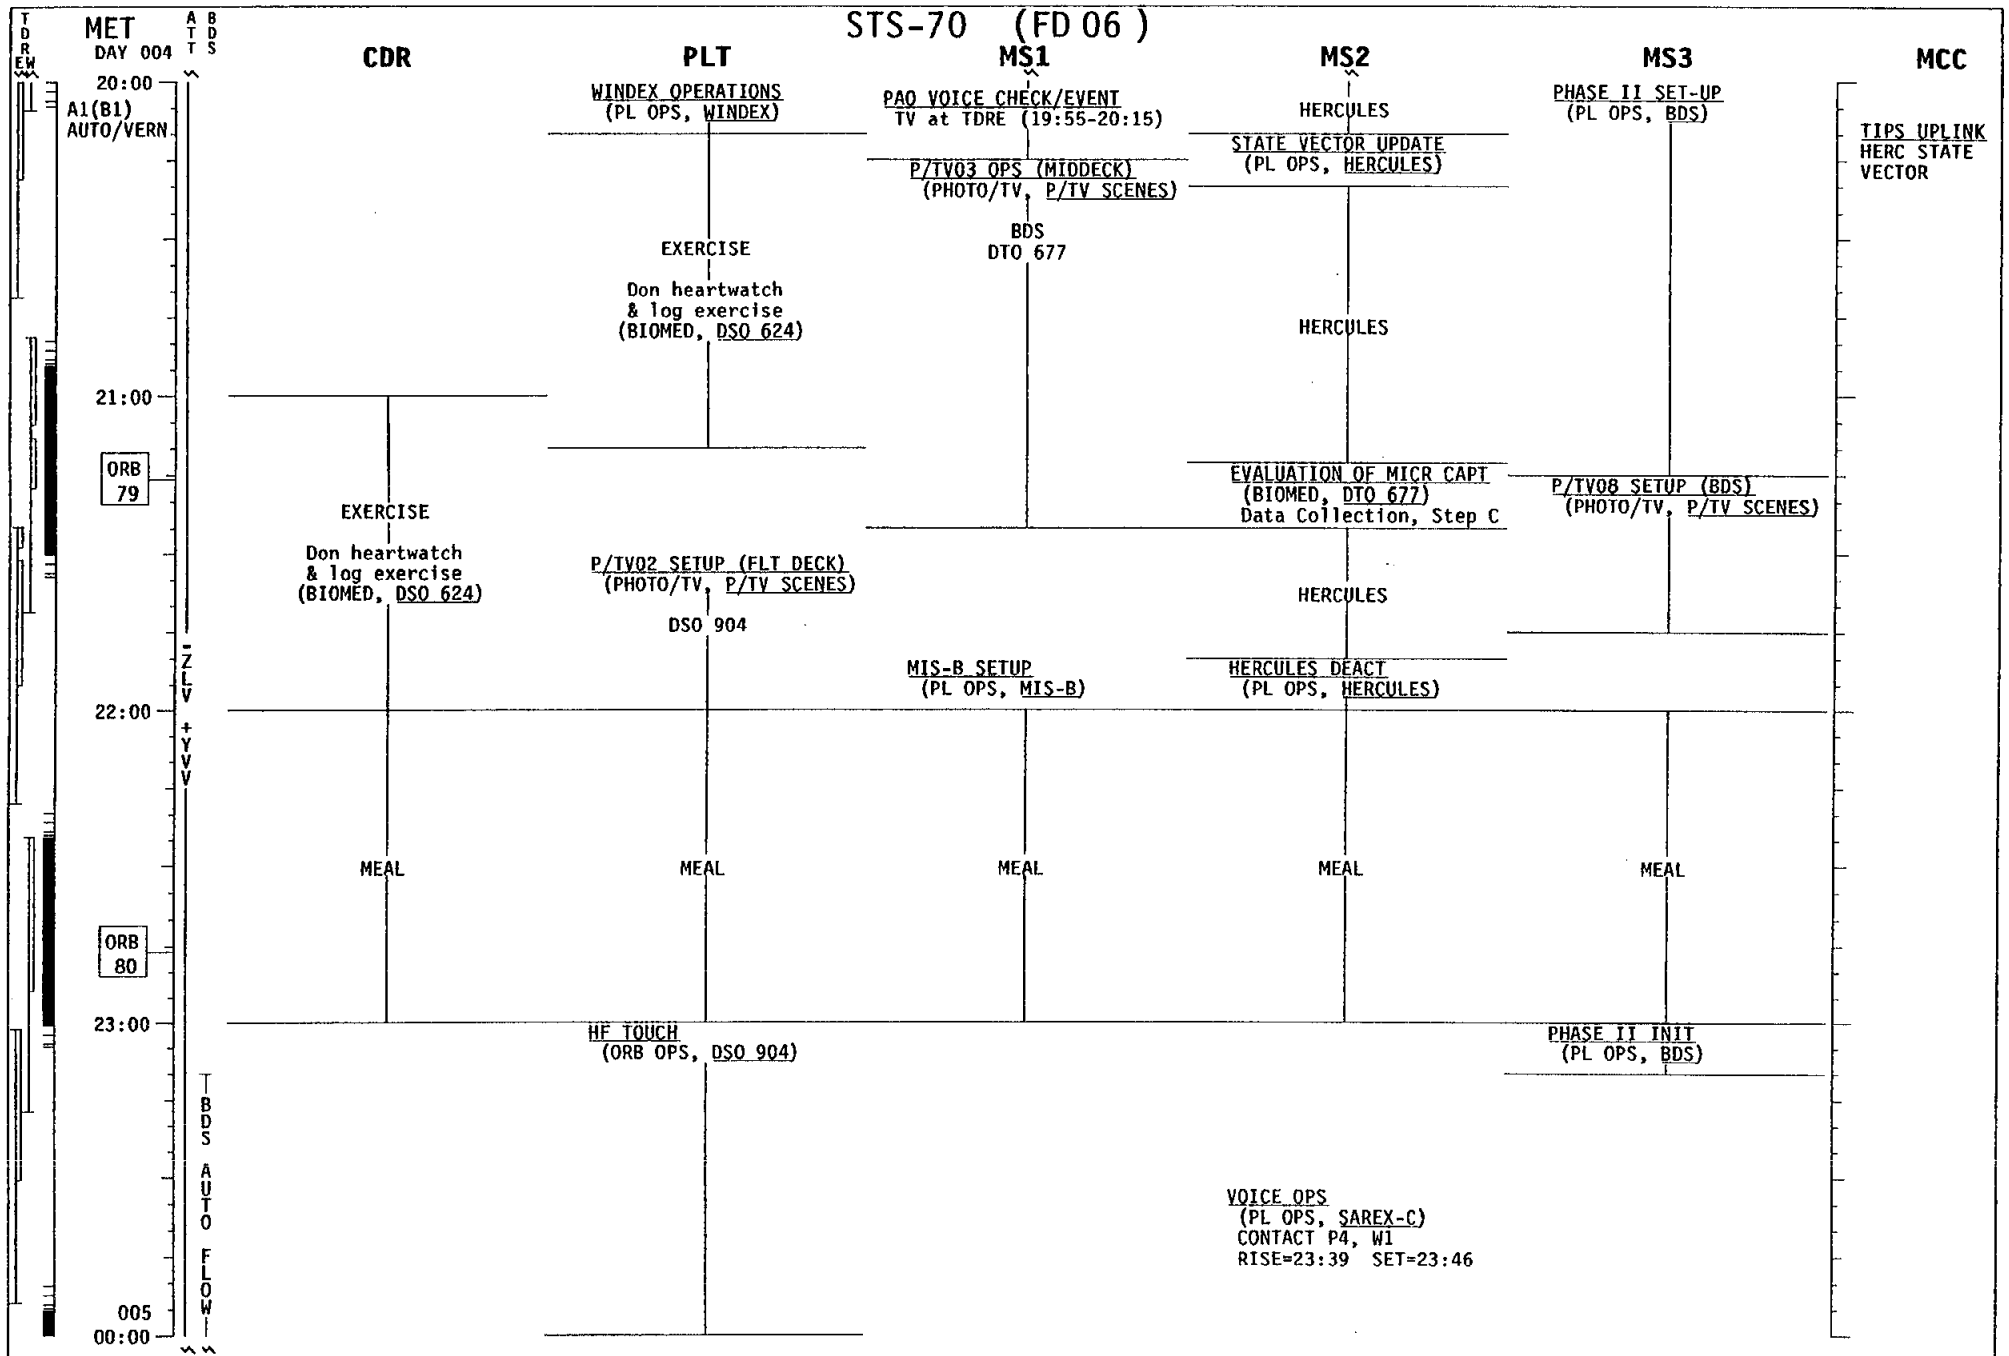 STS-70 (FD 06 )
TDRE W
MET
DAY 004
ATT
BDS
CDR
PLT
MS1
MS2
MS3
MCC
20:00
A1(B1)
AUTO/VERN
WINDEX OPERATIONS
(PL OPS, WINDEX)
PAO VOICE CHECK/EVENT
TV at TDRE (19:55-20:15)
HERCULES
STATE VECTOR UPDATE
(PL OPS, HERCULES)
PHASE II SET-UP
(PL OPS, BDS)
TIPS UPLINK
HERC STATE
VECTOR
P/TV03 OPS (MIDDECK)
(PHOTO/TV, P/TV SCENES)
BDS
DTO 677
EXERCISE
Don heartwatch
& log exercise
(BIOMED, DSO 624)
HERCULES
21:00
ORB
79
EXERCISE
Don heartwatch
& log exercise
(BIOMED, DSO 624)
P/TV02 SETUP (FLT DECK)
(PHOTO/TV, P/TV SCENES)
DSO 904
EVALUATION OF MICR CAPT
(BIOMED, DTO 677)
Data Collection, Step C
P/TV08 SETUP (BDS)
(PHOTO/TV, P/TV SCENES)
HERCULES
MIS-B SETUP
(PL OPS, MIS-B)
HERCULES DEACT
(PL OPS, HERCULES)
-ZLV +YVV
22:00
MEAL
MEAL
MEAL
MEAL
MEAL
ORB
80
23:00
HF TOUCH
(ORB OPS, DSO 904)
PHASE II INIT
(PL OPS, BDS)
BDS AUTO FLOW
VOICE OPS
(PL OPS, SAREX-C)
CONTACT P4, W1
RISE=23:39 SET=23:46
005
00:00